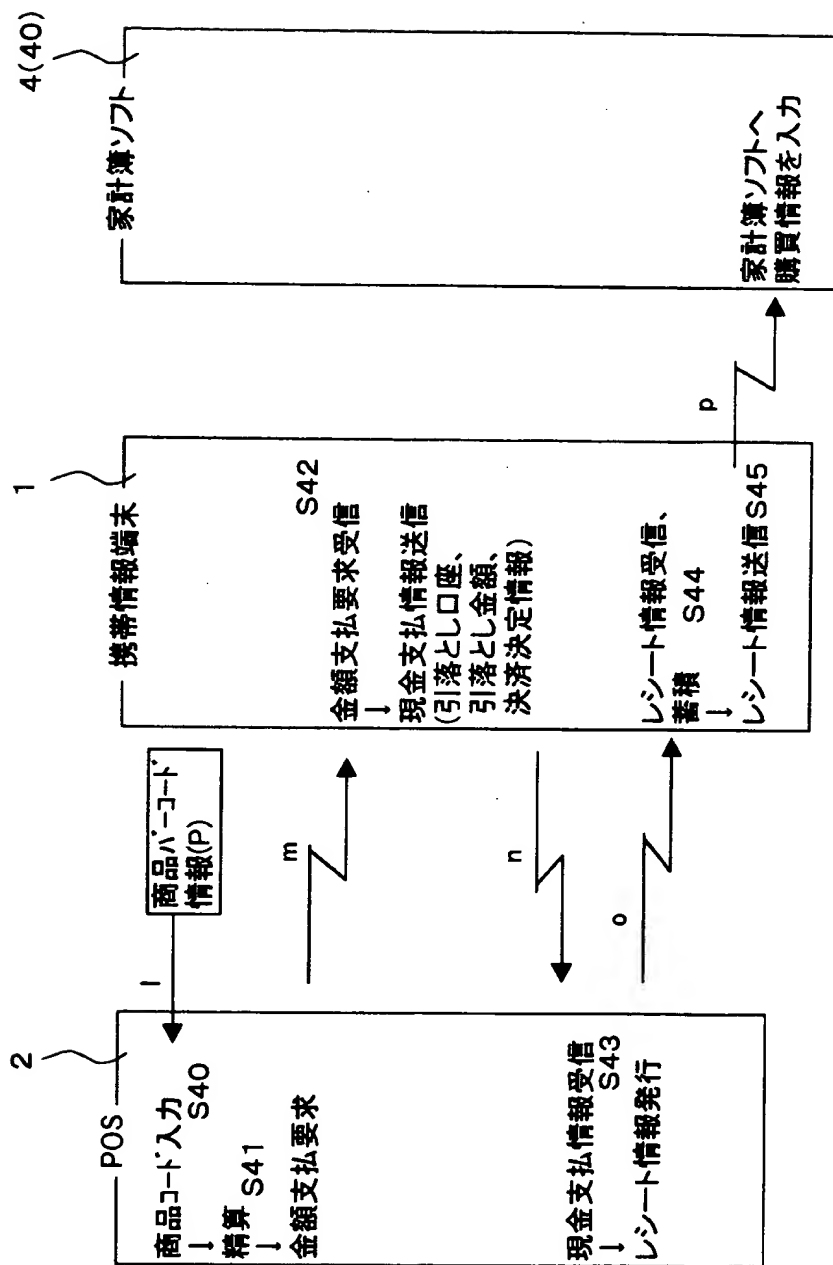 POS
2
商品コード入力
S40
↓
精算
S41
↓
金額支払要求
現金支払情報受信
S43
↓
レシート情報発行
l
商品バーコード
情報(P)
m
n
o
携帯情報端末
1
S42
金額支払要求受信
↓
現金支払情報送信
(引落とし口座、
引落とし金額、
決済決定情報)
レシート情報受信、
蓄積
S44
↓
レシート情報送信S45
p
家計簿ソフト
4(40)
家計簿ソフトへ
購買情報を入力